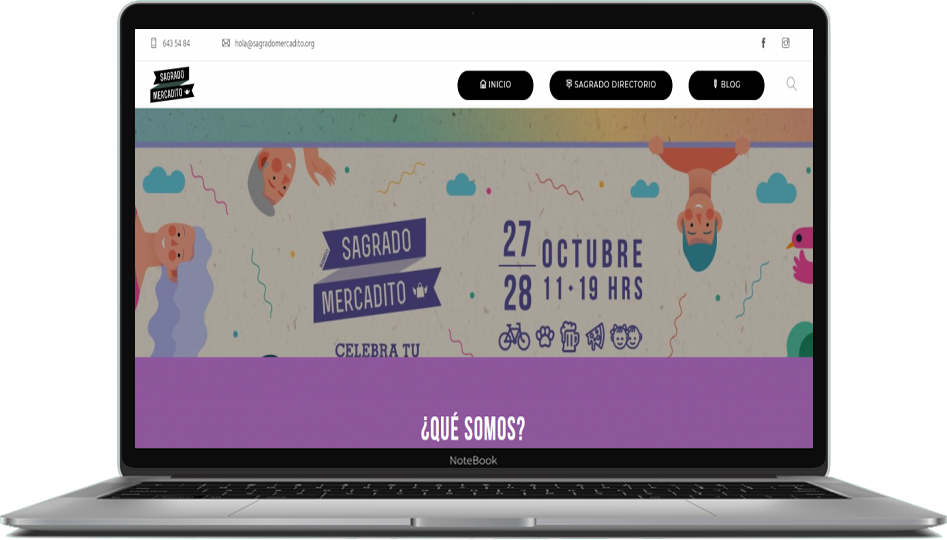 643 54 84
hola@sagradomercadito.org
SAGRADO
MERCADITO
INICIO
SAGRADO DIRECTORIO
BLOG
SAGRADO
MERCADITO
27
28
OCTUBRE
11·19 HRS
CELEBRA TU
¿QUÉ SOMOS?
NoteBook